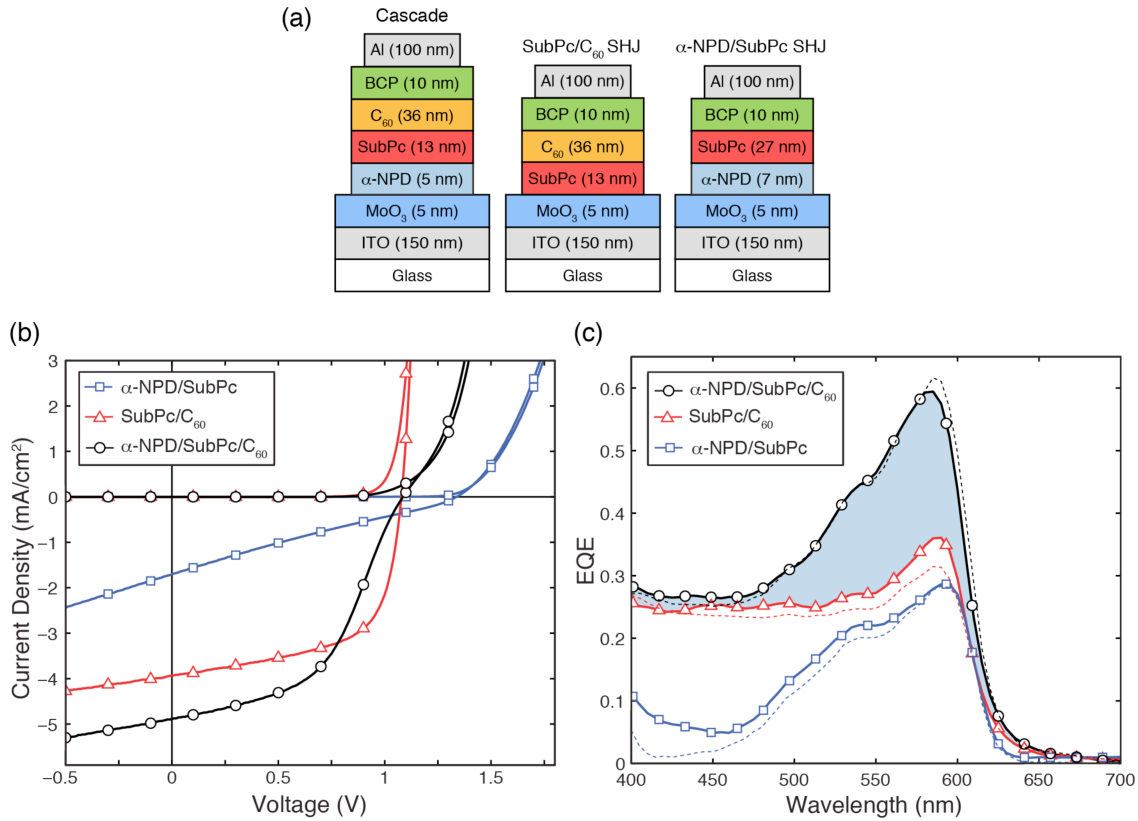 (a)
Cascade
Al (100 nm)
BCP (10 nm)
C₆₀ (36 nm)
SubPc (13 nm)
α-NPD (5 nm)
MoO₃ (5 nm)
ITO (150 nm)
Glass
SubPc/C₆₀ SHJ
Al (100 nm)
BCP (10 nm)
C₆₀ (36 nm)
SubPc (13 nm)
MoO₃ (5 nm)
ITO (150 nm)
Glass
α-NPD/SubPc SHJ
Al (100 nm)
BCP (10 nm)
SubPc (27 nm)
α-NPD (7 nm)
MoO₃ (5 nm)
ITO (150 nm)
Glass
(b)
Current Density (mA/cm²)
3
2
1
0
−1
−2
−3
−4
−5
α-NPD/SubPc
SubPc/C₆₀
α-NPD/SubPc/C₆₀
−0.5
0
0.5
1
1.5
Voltage (V)
(c)
EQE
0.6
0.5
0.4
0.3
0.2
0.1
0
α-NPD/SubPc/C₆₀
SubPc/C₆₀
α-NPD/SubPc
400
450
500
550
600
650
700
Wavelength (nm)